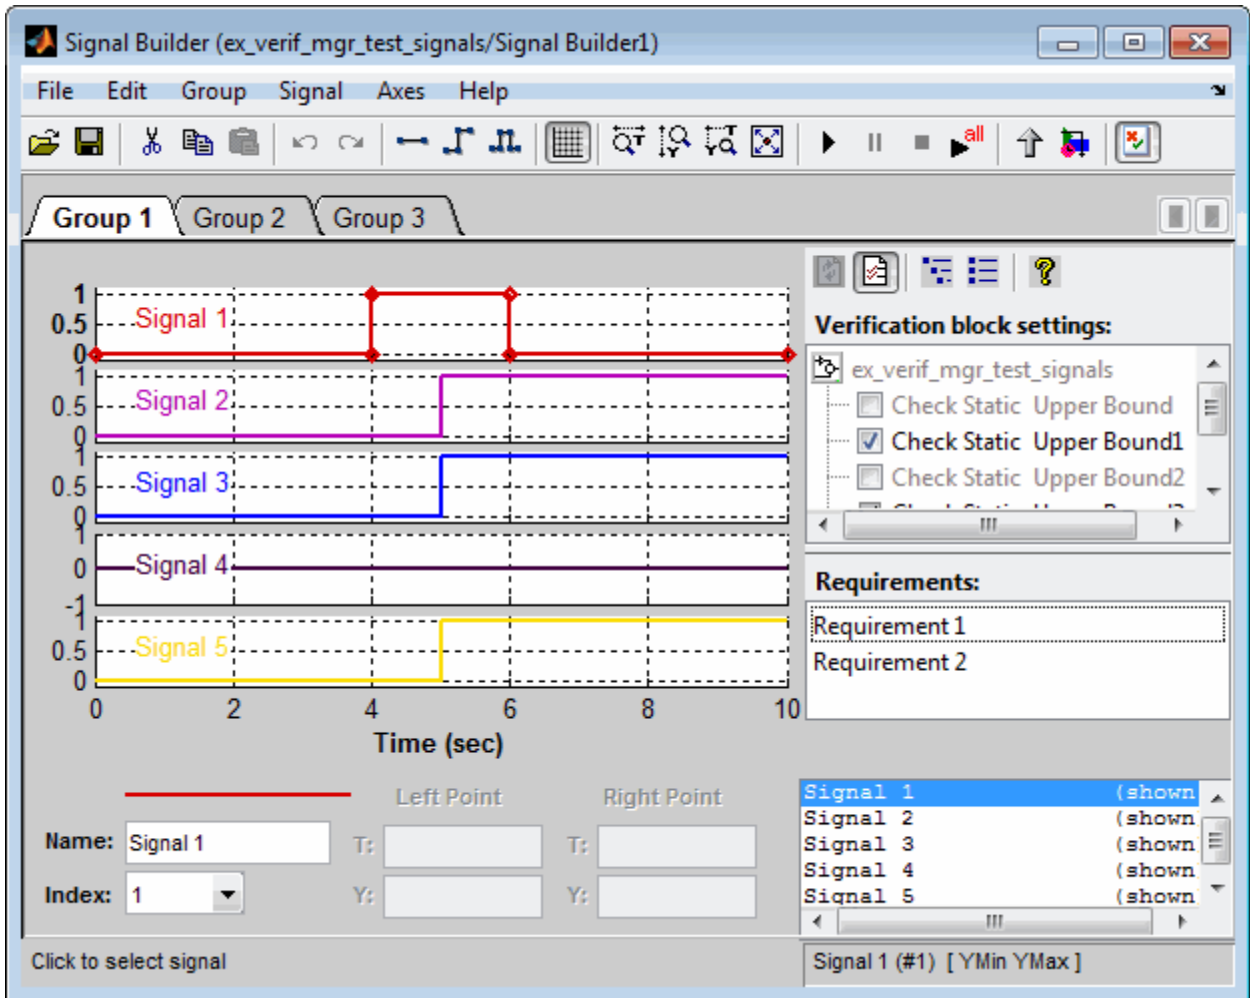 Signal Builder (ex_verif_mgr_test_signals/Signal Builder1)
File Edit Group Signal Axes Help
all
Group 1 Group 2 Group 3
1
0.5
0
Signal 1
1
0.5
0
Signal 2
1
0.5
0
Signal 3
1
0
-1
Signal 4
1
0.5
0
Signal 5
0 2 4 6 8 10
Time (sec)
Verification block settings:
ex_verif_mgr_test_signals
Check Static Upper Bound
Check Static Upper Bound1
Check Static Upper Bound2
Requirements:
Requirement 1
Requirement 2
Left Point Right Point
Name: Signal 1 T: T:
Index: 1 Y: Y:
Signal 1 (shown
Signal 2 (shown
Signal 3 (shown
Signal 4 (shown
Signal 5 (shown
Click to select signal
Signal 1 (#1) [ YMin YMax ]